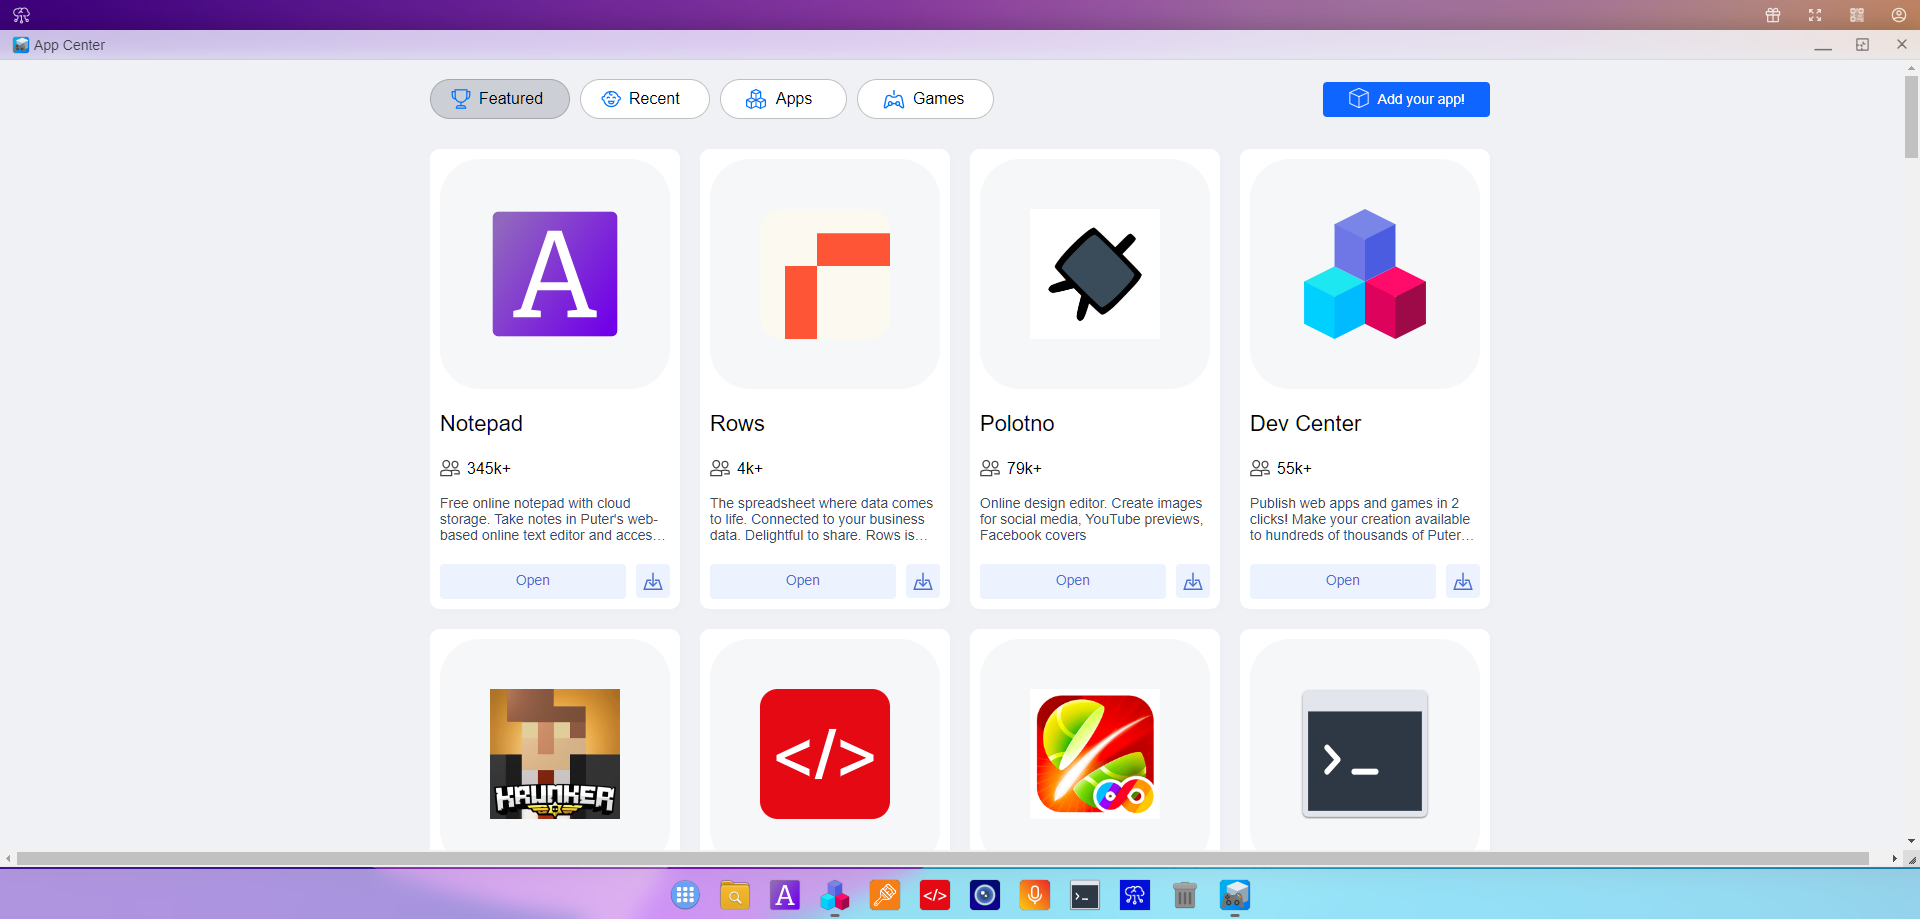 App Center
Featured
Recent
Apps
Games
Add your app!
A
Notepad
345k+
Free online notepad with cloud
storage. Take notes in Puter's web-
based online text editor and acces...
Open
Rows
4k+
The spreadsheet where data comes
to life. Connected to your business
data. Delightful to share. Rows is...
Open
Polotno
79k+
Online design editor. Create images
for social media, YouTube previews,
Facebook covers
Open
Dev Center
55k+
Publish web apps and games in 2
clicks! Make your creation available
to hundreds of thousands of Puter...
Open
KRUNKER
</>
>_
A
</>
>_